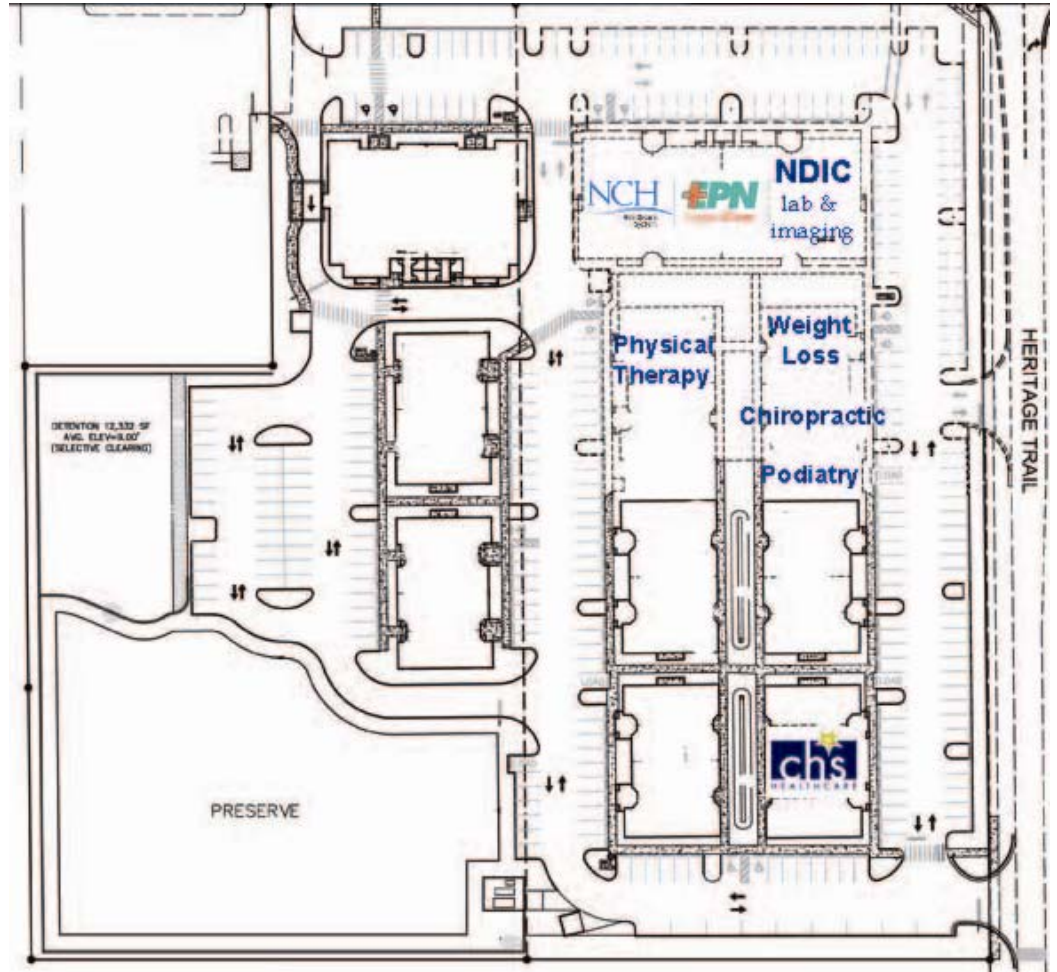 NCH
EPN
NDIC
lab &
imaging
Physical
Therapy
Weight
Loss
Chiropractic
Podiatry
HERITAGE TRAIL
DETENTION 12,332 SF
AVG. ELEV=9.00'
(SELECTIVE CLEARING)
chs
HEALTHCARE
PRESERVE